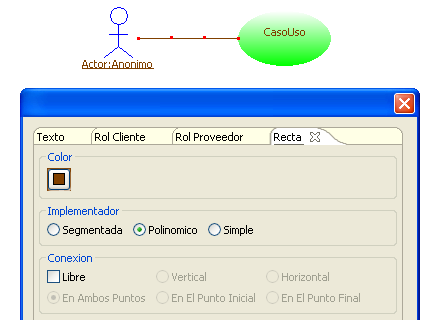 CasoUso
Actor:Anonimo
Texto Rol Cliente Rol Proveedor Recta
Color
Implementador
Segmentada Polinomico Simple
Conexion
Libre Vertical Horizontal
En Ambos Puntos En El Punto Inicial En El Punto Final